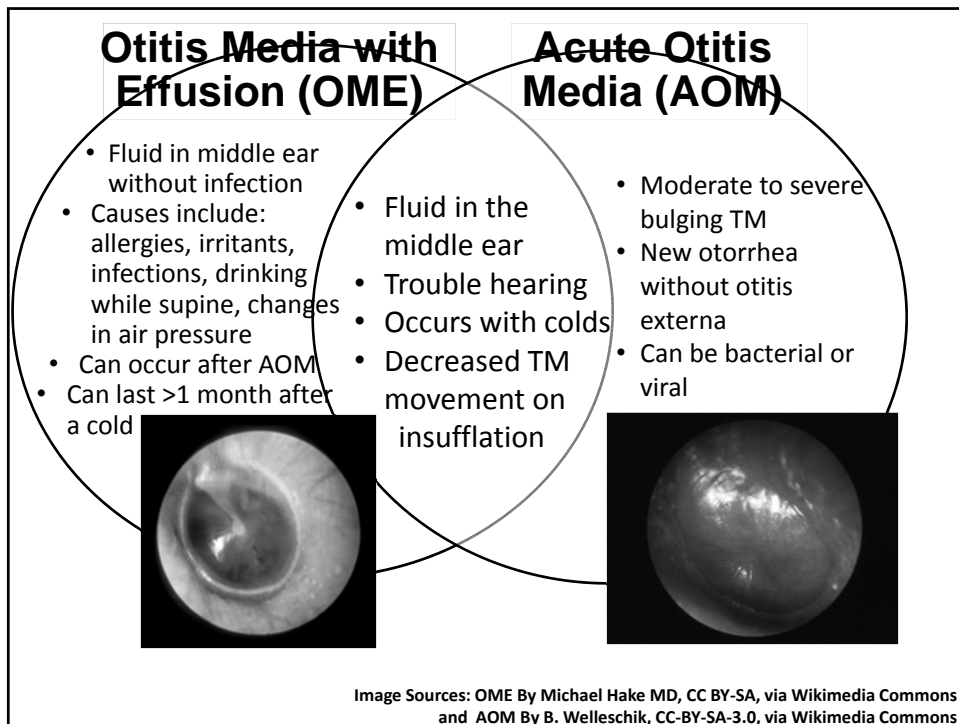 Otitis Media with
Effusion (OME)
Acute Otitis
Media (AOM)
• Fluid in middle ear
without infection
• Causes include:
allergies, irritants,
infections, drinking
while supine, changes
in air pressure
• Can occur after AOM
• Can last >1 month after
a cold
• Fluid in the
middle ear
• Trouble hearing
• Occurs with colds
• Decreased TM
movement on
insufflation
• Moderate to severe
bulging TM
• New otorrhea
without otitis
externa
• Can be bacterial or
viral
Image Sources: OME By Michael Hake MD, CC BY-SA, via Wikimedia Commons
and AOM By B. Welleschik, CC-BY-SA-3.0, via Wikimedia Commons